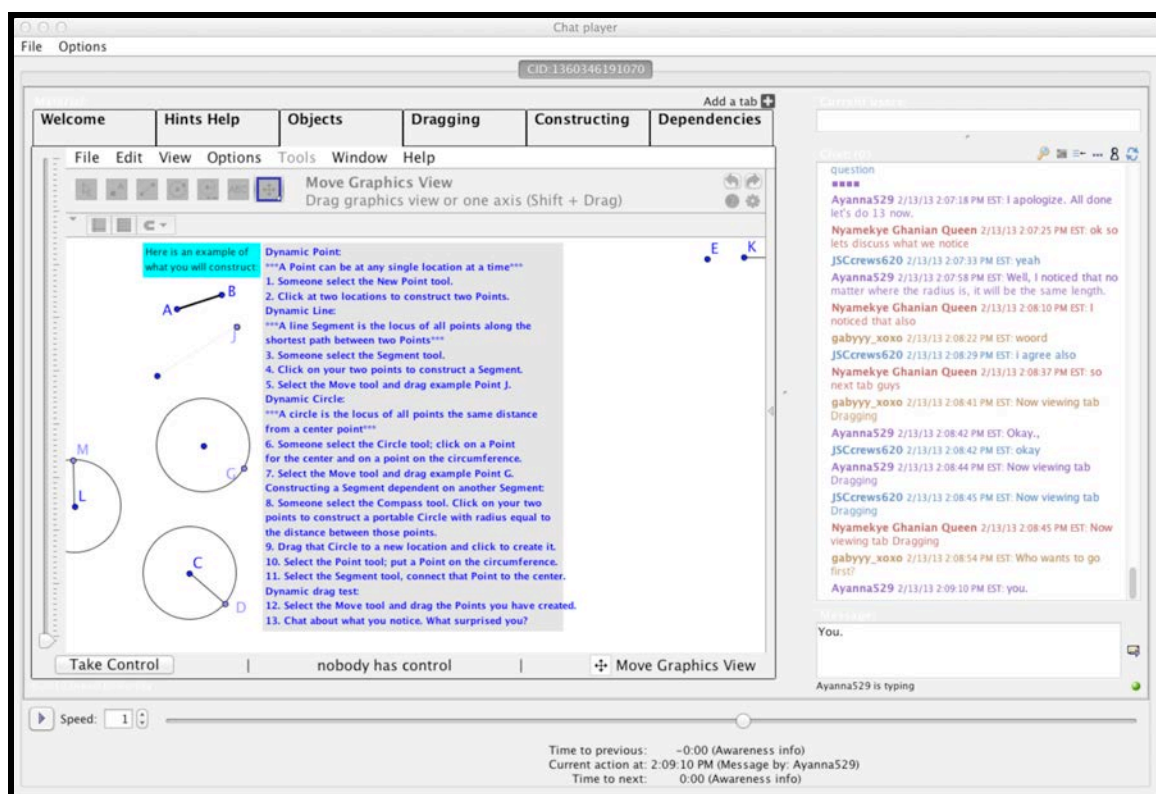 Chat player
File Options
CID:1360346191070
Add a tab
Welcome Hints Help Objects Dragging Constructing Dependencies
File Edit View Options Tools Window Help
ABC
Move Graphics View
Drag graphics view or one axis (Shift + Drag)
Here is an example of
what you will construct:
A
B
J
M
L
G
C
D
Dynamic Point:
***A Point can be at any single location at a time***
1. Someone select the New Point tool.
2. Click at two locations to construct two Points.
Dynamic Line:
***A line Segment is the locus of all points along the
shortest path between two Points***
3. Someone select the Segment tool.
4. Click on your two points to construct a Segment.
5. Select the Move tool and drag example Point J.
Dynamic Circle:
***A circle is the locus of all points the same distance
from a center point***
6. Someone select the Circle tool; click on a Point
for the center and on a point on the circumference.
7. Select the Move tool and drag example Point G.
Constructing a Segment dependent on another Segment:
8. Someone select the Compass tool. Click on your two
points to construct a portable Circle with radius equal to
the distance between those points.
9. Drag that Circle to a new location and click to create it.
10. Select the Point tool; put a Point on the circumference.
11. Select the Segment tool, connect that Point to the center.
Dynamic drag test:
12. Select the Move tool and drag the Points you have created.
13. Chat about what you notice. What surprised you?
E
K
Take Control | nobody has control | Move Graphics View
Current users:
question
Ayanna529 2/13/13 2:07:18 PM EST: I apologize. All done
let's do 13 now.
Nyamekye Ghanian Queen 2/13/13 2:07:25 PM EST: ok so
lets discuss what we notice
JSCcrews620 2/13/13 2:07:33 PM EST: yeah
Ayanna529 2/13/13 2:07:58 PM EST: Well, I noticed that no
matter where the radius is, it will be the same length.
Nyamekye Ghanian Queen 2/13/13 2:08:10 PM EST: I
noticed that also
gabyyy_xoxo 2/13/13 2:08:22 PM EST: woord
JSCcrews620 2/13/13 2:08:29 PM EST: i agree also
Nyamekye Ghanian Queen 2/13/13 2:08:37 PM EST: so
next tab guys
gabyyy_xoxo 2/13/13 2:08:41 PM EST: Now viewing tab
Dragging
Ayanna529 2/13/13 2:08:42 PM EST: Okay.,
JSCcrews620 2/13/13 2:08:42 PM EST: okay
Ayanna529 2/13/13 2:08:44 PM EST: Now viewing tab
Dragging
JSCcrews620 2/13/13 2:08:45 PM EST: Now viewing tab
Dragging
Nyamekye Ghanian Queen 2/13/13 2:08:45 PM EST: Now
viewing tab Dragging
gabyyy_xoxo 2/13/13 2:08:54 PM EST: Who wants to go
first?
Ayanna529 2/13/13 2:09:10 PM EST: you.
Message:
You.
Ayanna529 is typing
Speed: 1
Time to previous: -0:00 (Awareness info)
Current action at: 2:09:10 PM (Message by: Ayanna529)
Time to next: 0:00 (Awareness info)